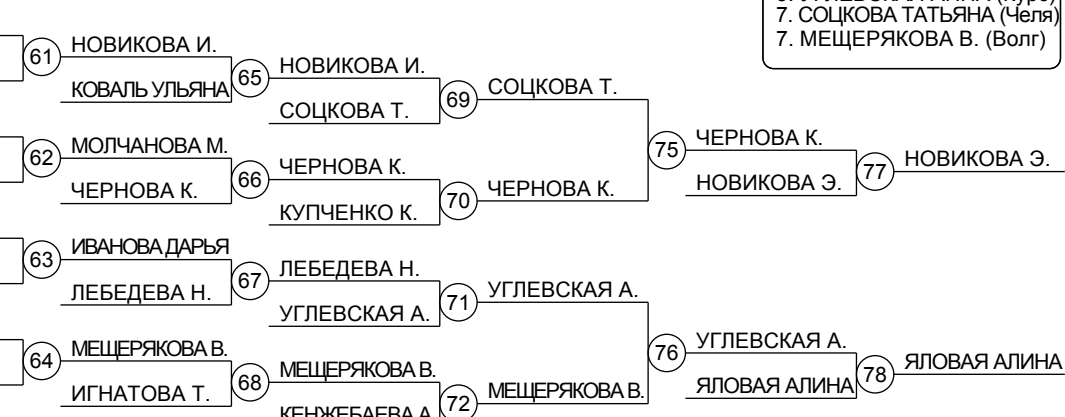 7. СОЦКОВА ТАТЬЯНА (Челя)
7. МЕЩЕРЯКОВА В. (Волг)
61
НОВИКОВА И.
КОВАЛЬ УЛЬЯНА
65
НОВИКОВА И.
СОЦКОВА Т.
69
СОЦКОВА Т.
62
МОЛЧАНОВА М.
ЧЕРНОВА К.
66
ЧЕРНОВА К.
КУПЧЕНКО К.
70
ЧЕРНОВА К.
75
ЧЕРНОВА К.
НОВИКОВА Э.
77
НОВИКОВА Э.
63
ИВАНОВА ДАРЬЯ
ЛЕБЕДЕВА Н.
67
ЛЕБЕДЕВА Н.
УГЛЕВСКАЯ А.
71
УГЛЕВСКАЯ А.
64
МЕЩЕРЯКОВА В.
ИГНАТОВА Т.
68
МЕЩЕРЯКОВА В.
КЕНЖЕБАЕВА А
72
МЕЩЕРЯКОВА В.
76
УГЛЕВСКАЯ А.
ЯЛОВАЯ АЛИНА
78
ЯЛОВАЯ АЛИНА